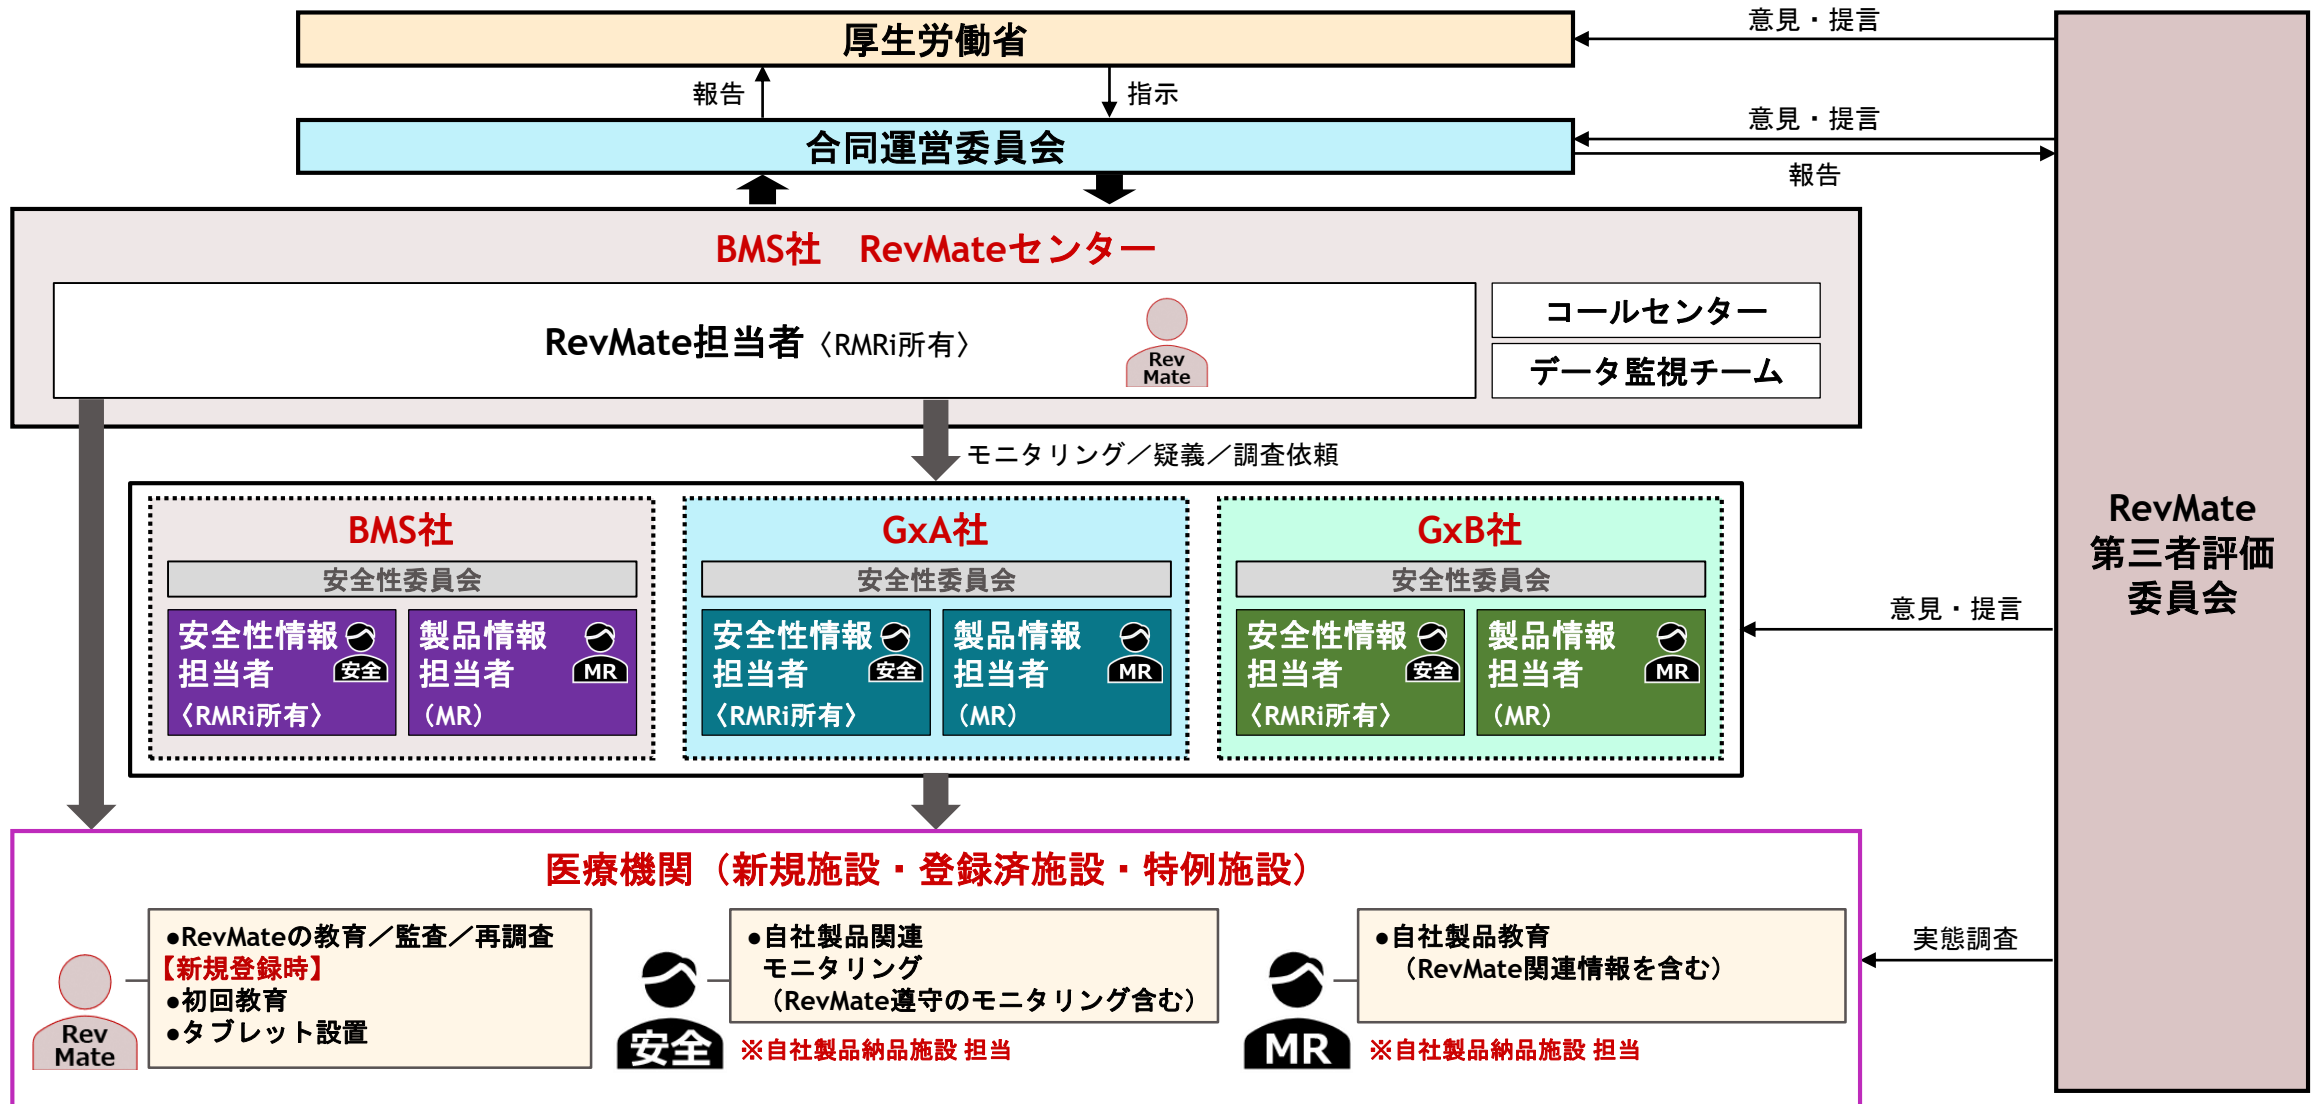 厚生労働省
意見・提言
報告
指示
合同運営委員会
意見・提言
報告
BMS社 RevMateセンター
RevMate担当者〈RMRi所有〉
Rev
Mate
コールセンター
データ監視チーム
モニタリング／疑義／調査依頼
BMS社
安全性委員会
安全性情報
担当者
〈RMRi所有〉
安全
製品情報
担当者
（MR）
MR
GxA社
安全性委員会
安全性情報
担当者
〈RMRi所有〉
安全
製品情報
担当者
（MR）
MR
GxB社
安全性委員会
安全性情報
担当者
〈RMRi所有〉
安全
製品情報
担当者
（MR）
MR
意見・提言
RevMate
第三者評価
委員会
医療機関（新規施設・登録済施設・特例施設）
Rev
Mate
●RevMateの教育／監査／再調査
【新規登録時】
●初回教育
●タブレット設置
安全
●自社製品関連
モニタリング
（RevMate遵守のモニタリング含む）
※自社製品納品施設 担当
MR
●自社製品教育
（RevMate関連情報を含む）
※自社製品納品施設 担当
実態調査